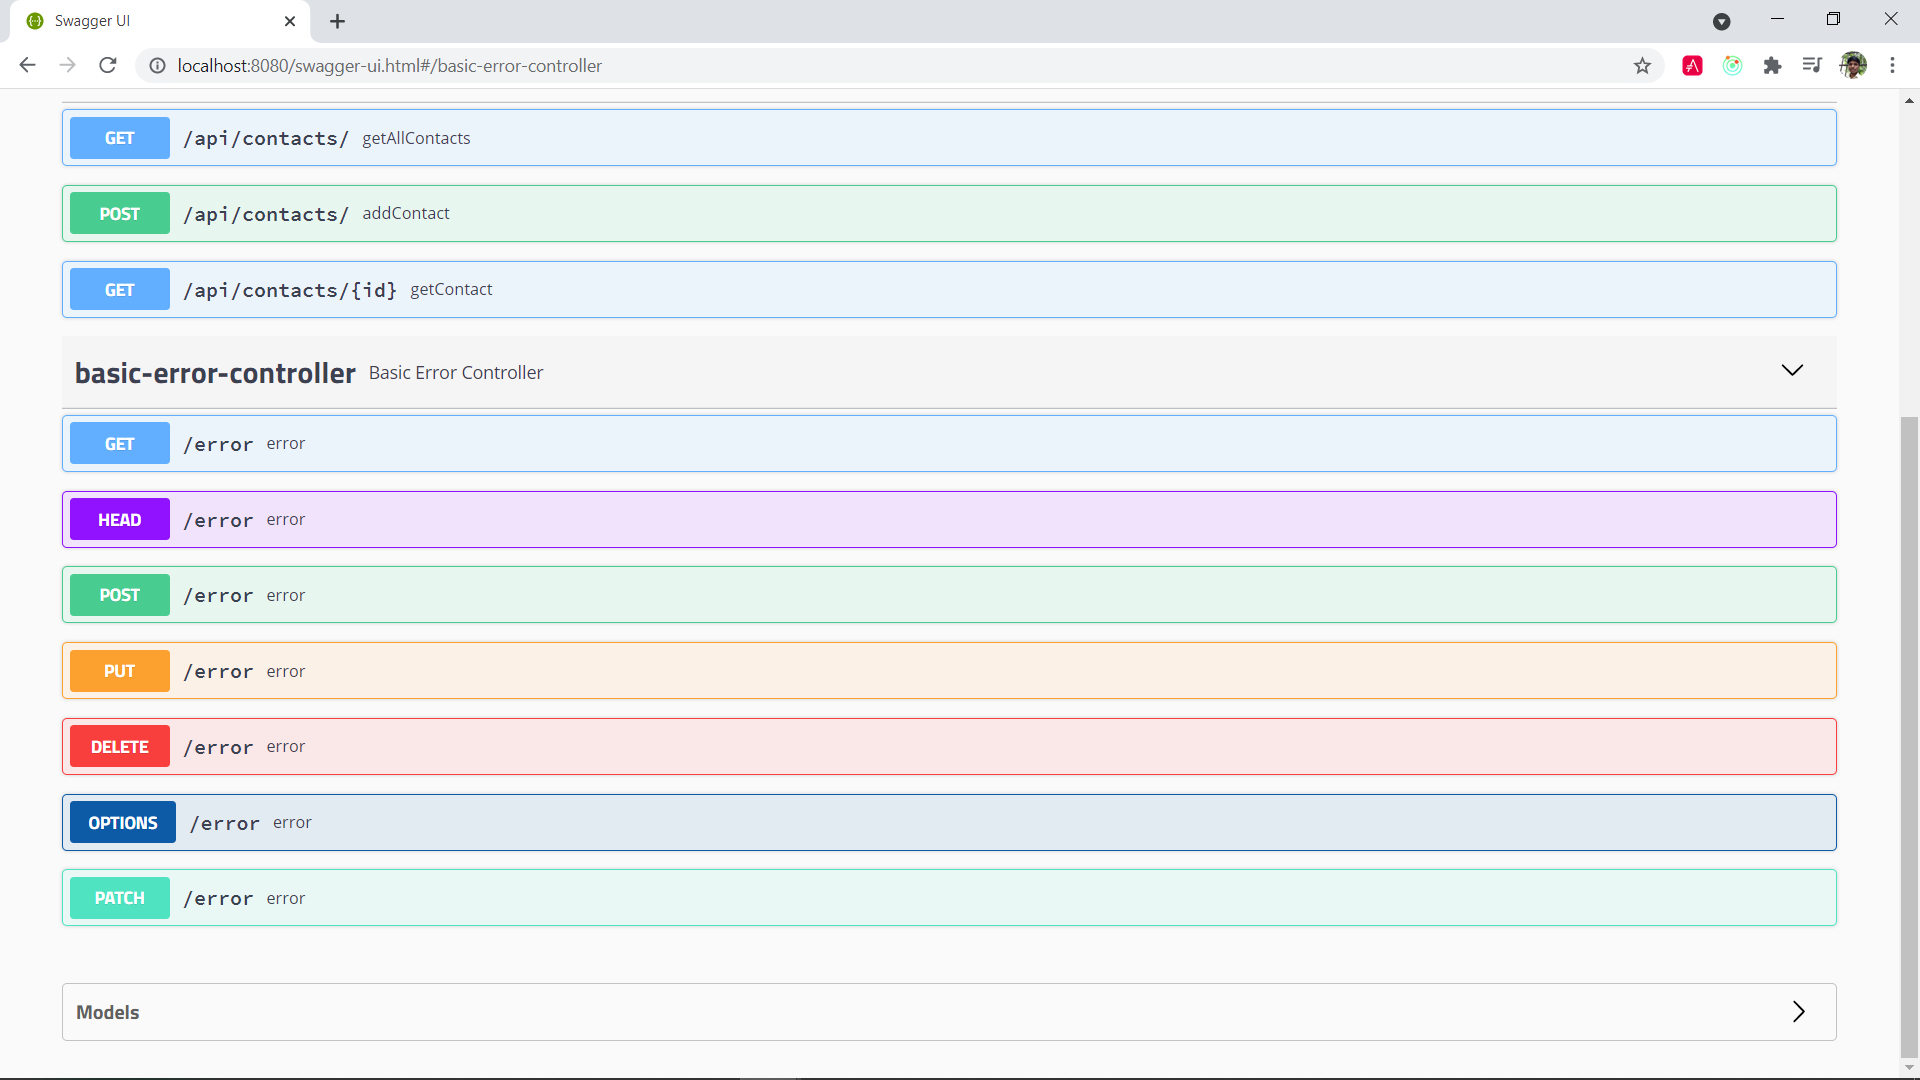 Swagger UI
localhost:8080/swagger-ui.html#/basic-error-controller
GET /api/contacts/ getAllContacts
POST /api/contacts/ addContact
GET /api/contacts/{id} getContact
basic-error-controller Basic Error Controller
GET /error error
HEAD /error error
POST /error error
PUT /error error
DELETE /error error
OPTIONS /error error
PATCH /error error
Models